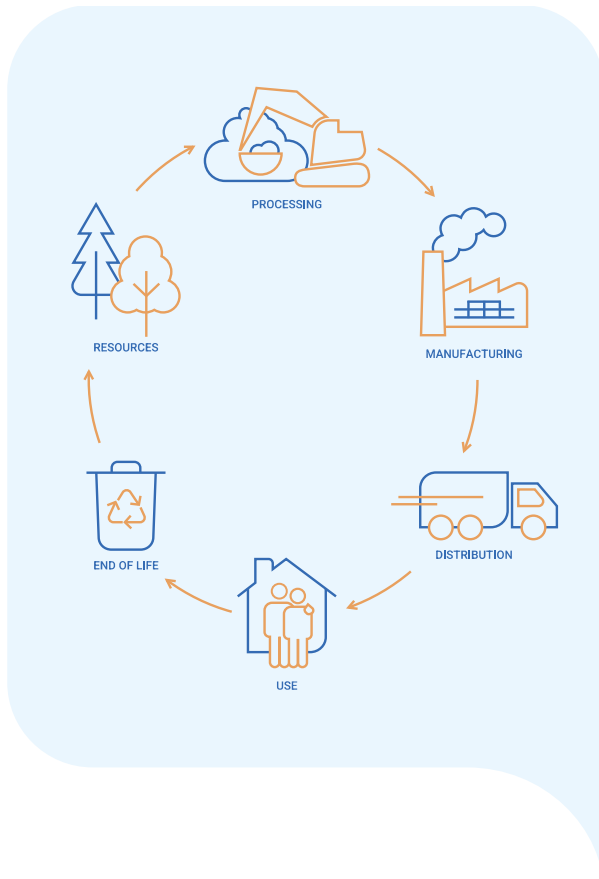 PROCESSING
RESOURCES
MANUFACTURING
END OF LIFE
DISTRIBUTION
USE